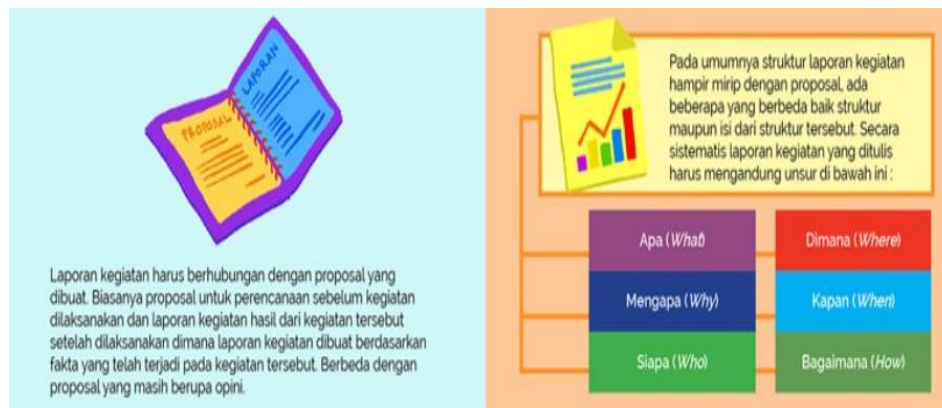 PROPOSAL
LAPORAN
Laporan kegiatan harus berhubungan dengan proposal yang
dibuat. Biasanya proposal untuk perencanaan sebelum kegiatan
dilaksanakan dan laporan kegiatan hasil dari kegiatan tersebut
setelah dilaksanakan dimana laporan kegiatan dibuat berdasarkan
fakta yang telah terjadi pada kegiatan tersebut. Berbeda dengan
proposal yang masih berupa opini.
Pada umumnya struktur laporan kegiatan
hampir mirip dengan proposal, ada
beberapa yang berbeda baik struktur
maupun isi dari struktur tersebut. Secara
sistematis laporan kegiatan yang ditulis
harus mengandung unsur di bawah ini :
Apa (What)
Dimana (Where)
Mengapa (Why)
Kapan (When)
Siapa (Who)
Bagaimana (How)